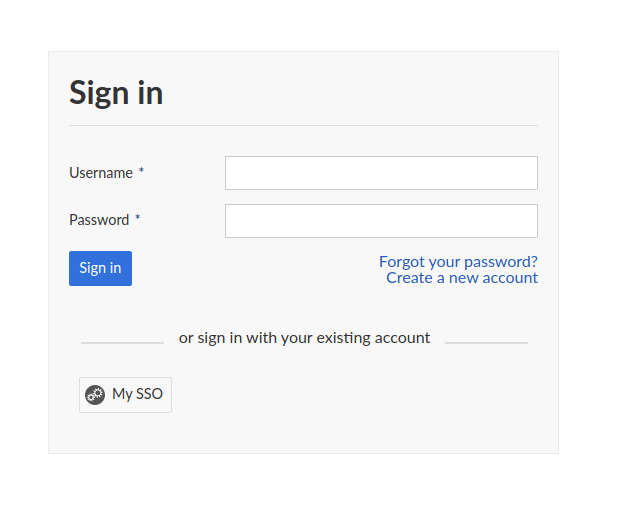 Sign in
Username *
Password *
Sign in
Forgot your password?
Create a new account
or sign in with your existing account
My SSO